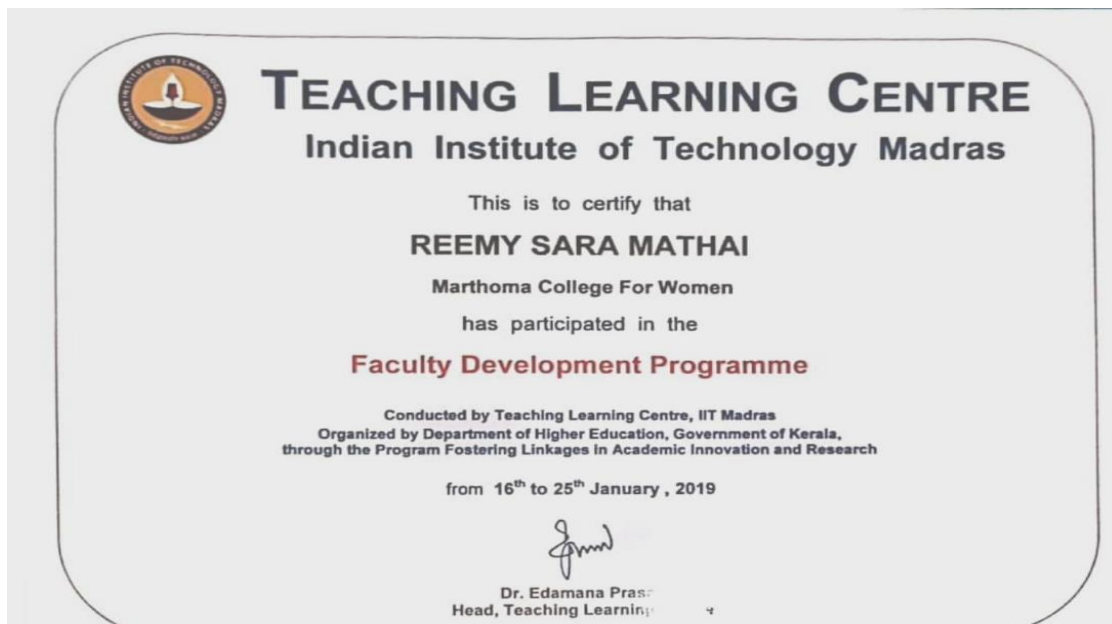 TEACHING LEARNING CENTRE
Indian Institute of Technology Madras
This is to certify that
REEMY SARA MATHAI
Marthoma College For Women
has participated in the
Faculty Development Programme
Conducted by Teaching Learning Centre, IIT Madras
Organized by Department of Higher Education, Government of Kerala,
through the Program Fostering Linkages in Academic Innovation and Research
from 16th to 25th January , 2019
Dr. Edamana
Head, Teaching